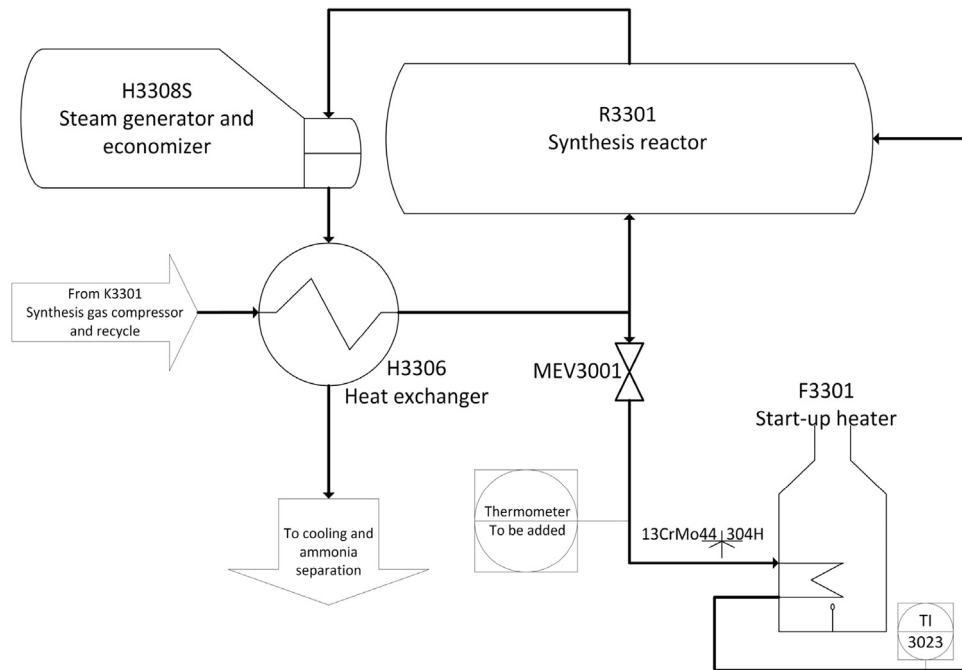 H3308S
Steam generator and
economizer
R3301
Synthesis reactor
From K3301
Synthesis gas compressor
and recycle
H3306
Heat exchanger
MEV3001
F3301
Start-up heater
Thermometer
To be added
13CrMo44 304H
To cooling and
ammonia
separation
TI
3023